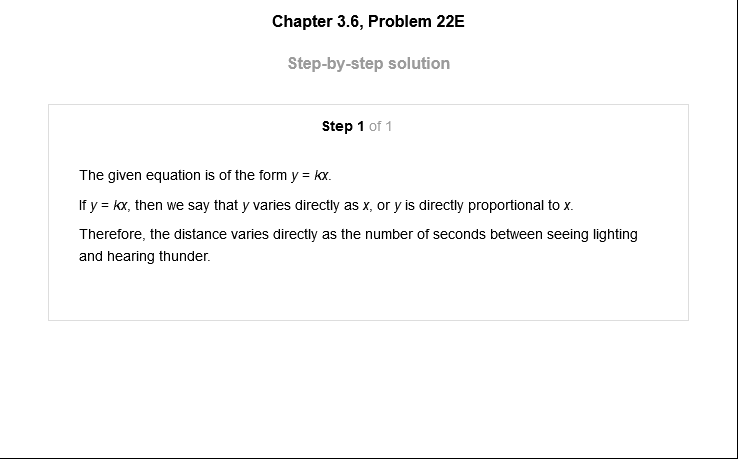 Chapter 3.6, Problem 22E
Step-by-step solution
Step 1 of 1
The given equation is of the form y = kx.
If y = kx, then we say that y varies directly as x, or y is directly proportional to x.
Therefore, the distance varies directly as the number of seconds between seeing lighting
and hearing thunder.